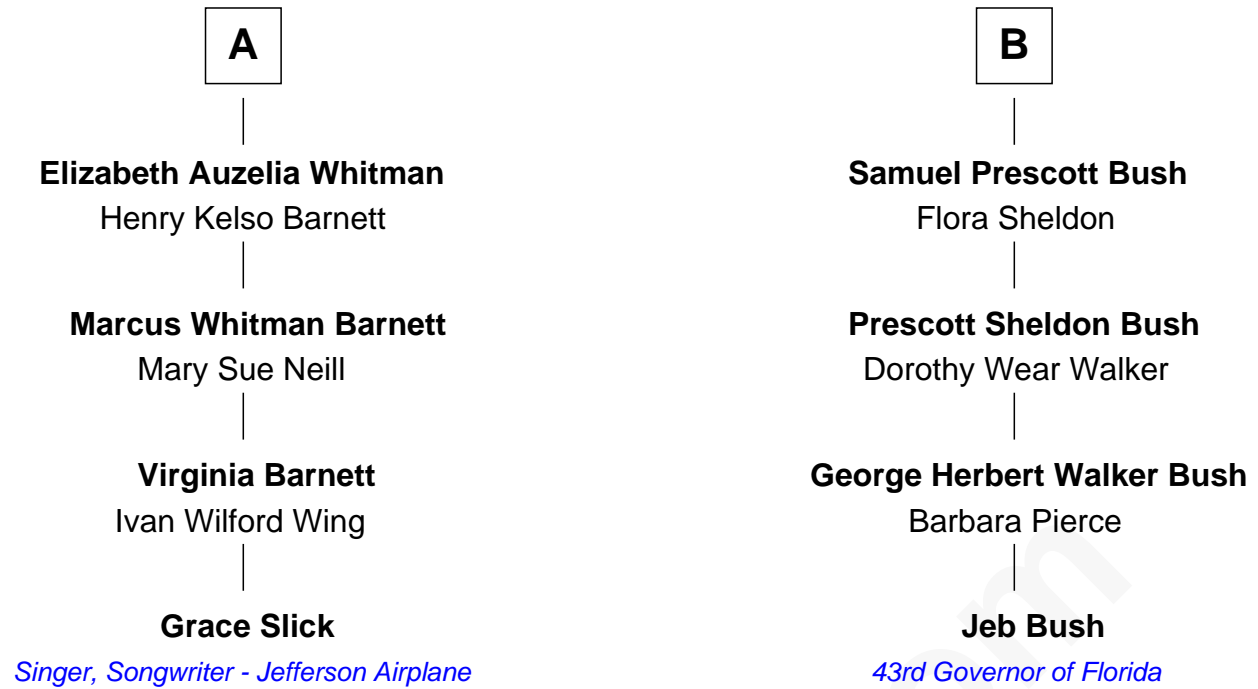 A
B
Elizabeth Auzelia Whitman
Samuel Prescott Bush
Henry Kelso Barnett
Flora Sheldon
Marcus Whitman Barnett
Prescott Sheldon Bush
Mary Sue Neill
Dorothy Wear Walker
Virginia Barnett
George Herbert Walker Bush
Ivan Wilford Wing
Barbara Pierce
Grace Slick
Jeb Bush
Singer, Songwriter - Jefferson Airplane
43rd Governor of Florida